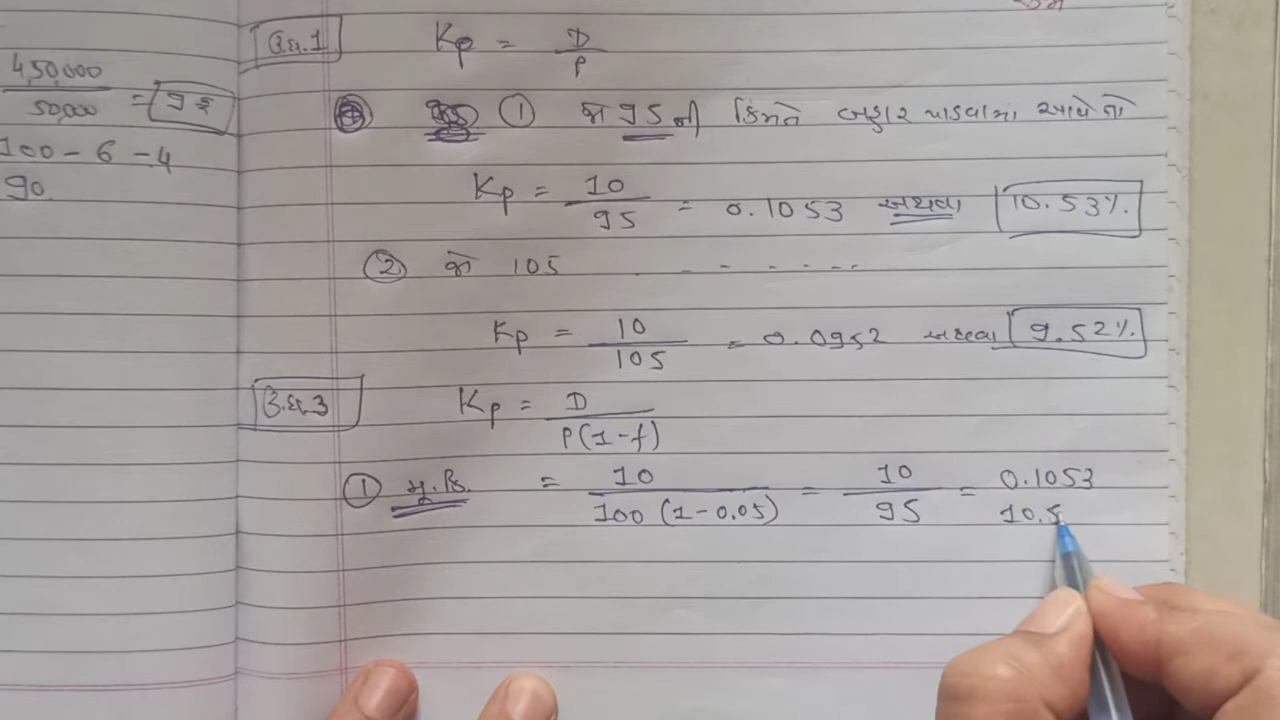 4,50,000 / 50,000 = 9 રૂ
100 - 6 - 4
90
ઉદા.1 Kp = D / P
① જો 95 ની કિંમતે બહાર પાડવામાં આવે તો
Kp = 10 / 95 = 0.1053 અથવા 10.53%.
② જો 105 - - - - - -
Kp = 10 / 105 = 0.0952 અથવા 9.52%.
ઉ.દા.3 Kp = D / P(1-f)
① મૂ.કિં. = 10 / 100 (1-0.05) = 10 / 95 = 0.1053
10.5